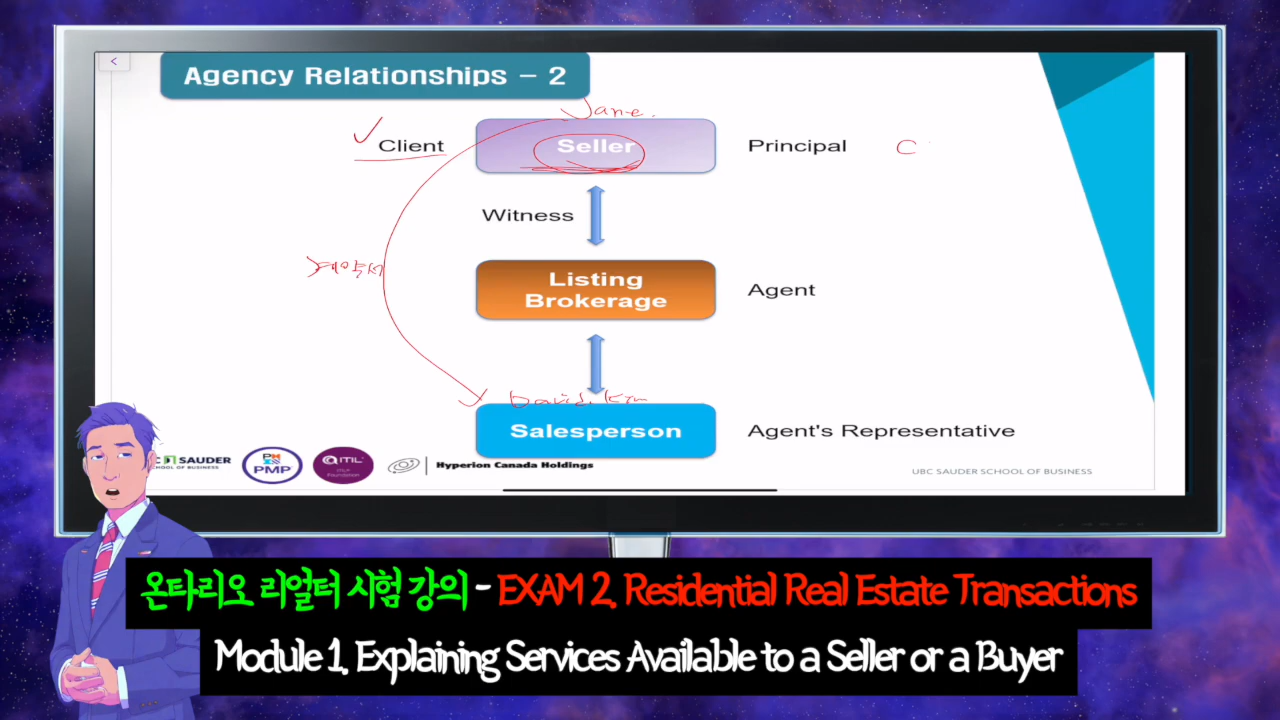 <
Agency Relationships - 2
Jane.
Client Seller Principal C
Witness
계약서
Listing
Brokerage
Agent
David. Kim
Salesperson Agent's Representative
SAUDER
SCHOOL OF BUSINESS
PMP
ITIL
Foundation
Hyperion Canada Holdings
UBC SAUDER SCHOOL OF BUSINESS
온타리오 리얼터 시험 강의 - EXAM 2. Residential Real Estate Transactions
Module 1. Explaining Services Available to a Seller or a Buyer